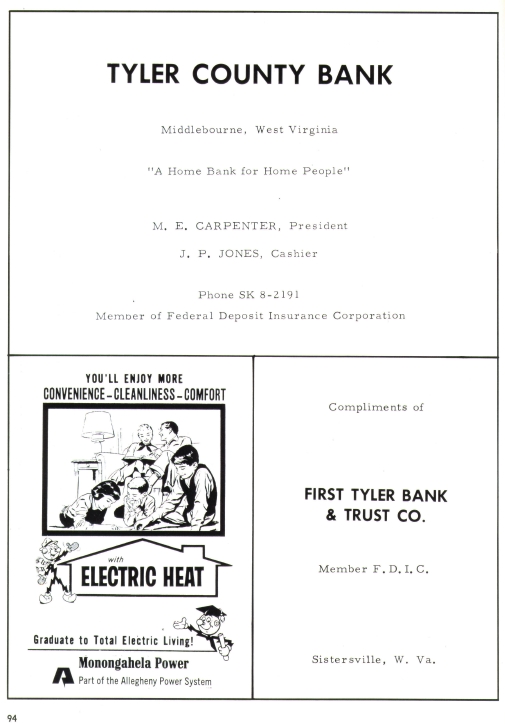 TYLER COUNTY BANK
Middlebourne, West Virginia
"A Home Bank for Home People"
M. E. CARPENTER, President
J. P. JONES, Cashier
Phone SK 8-2191
Member of Federal Deposit Insurance Corporation
YOU'LL ENJOY MORE
CONVENIENCE-CLEANLINESS-COMFORT
with
ELECTRIC HEAT
Graduate to Total Electric Living!
Monongahela Power
Part of the Allegheny Power System
Compliments of
FIRST TYLER BANK
& TRUST CO.
Member F. D. I. C.
Sistersville, W. Va.
94